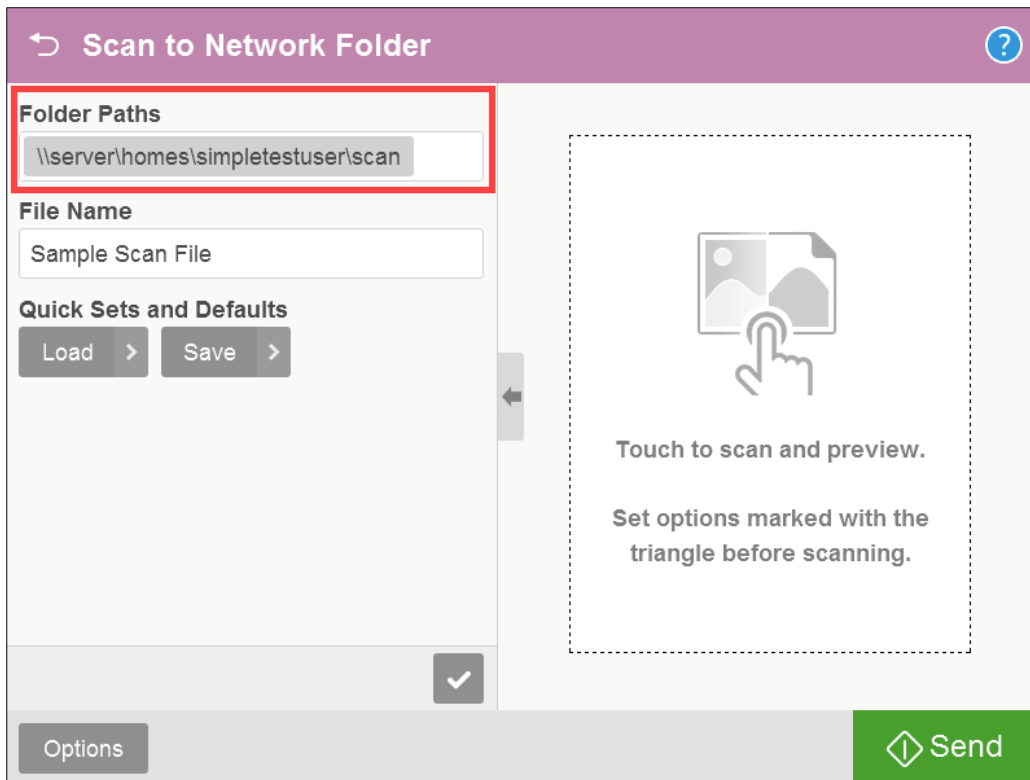 Scan to Network Folder
?
Folder Paths
\\server\homes\simpletestuser\scan
File Name
Sample Scan File
Quick Sets and Defaults
Load
Save
Touch to scan and preview.
Set options marked with the
triangle before scanning.
Options
Send